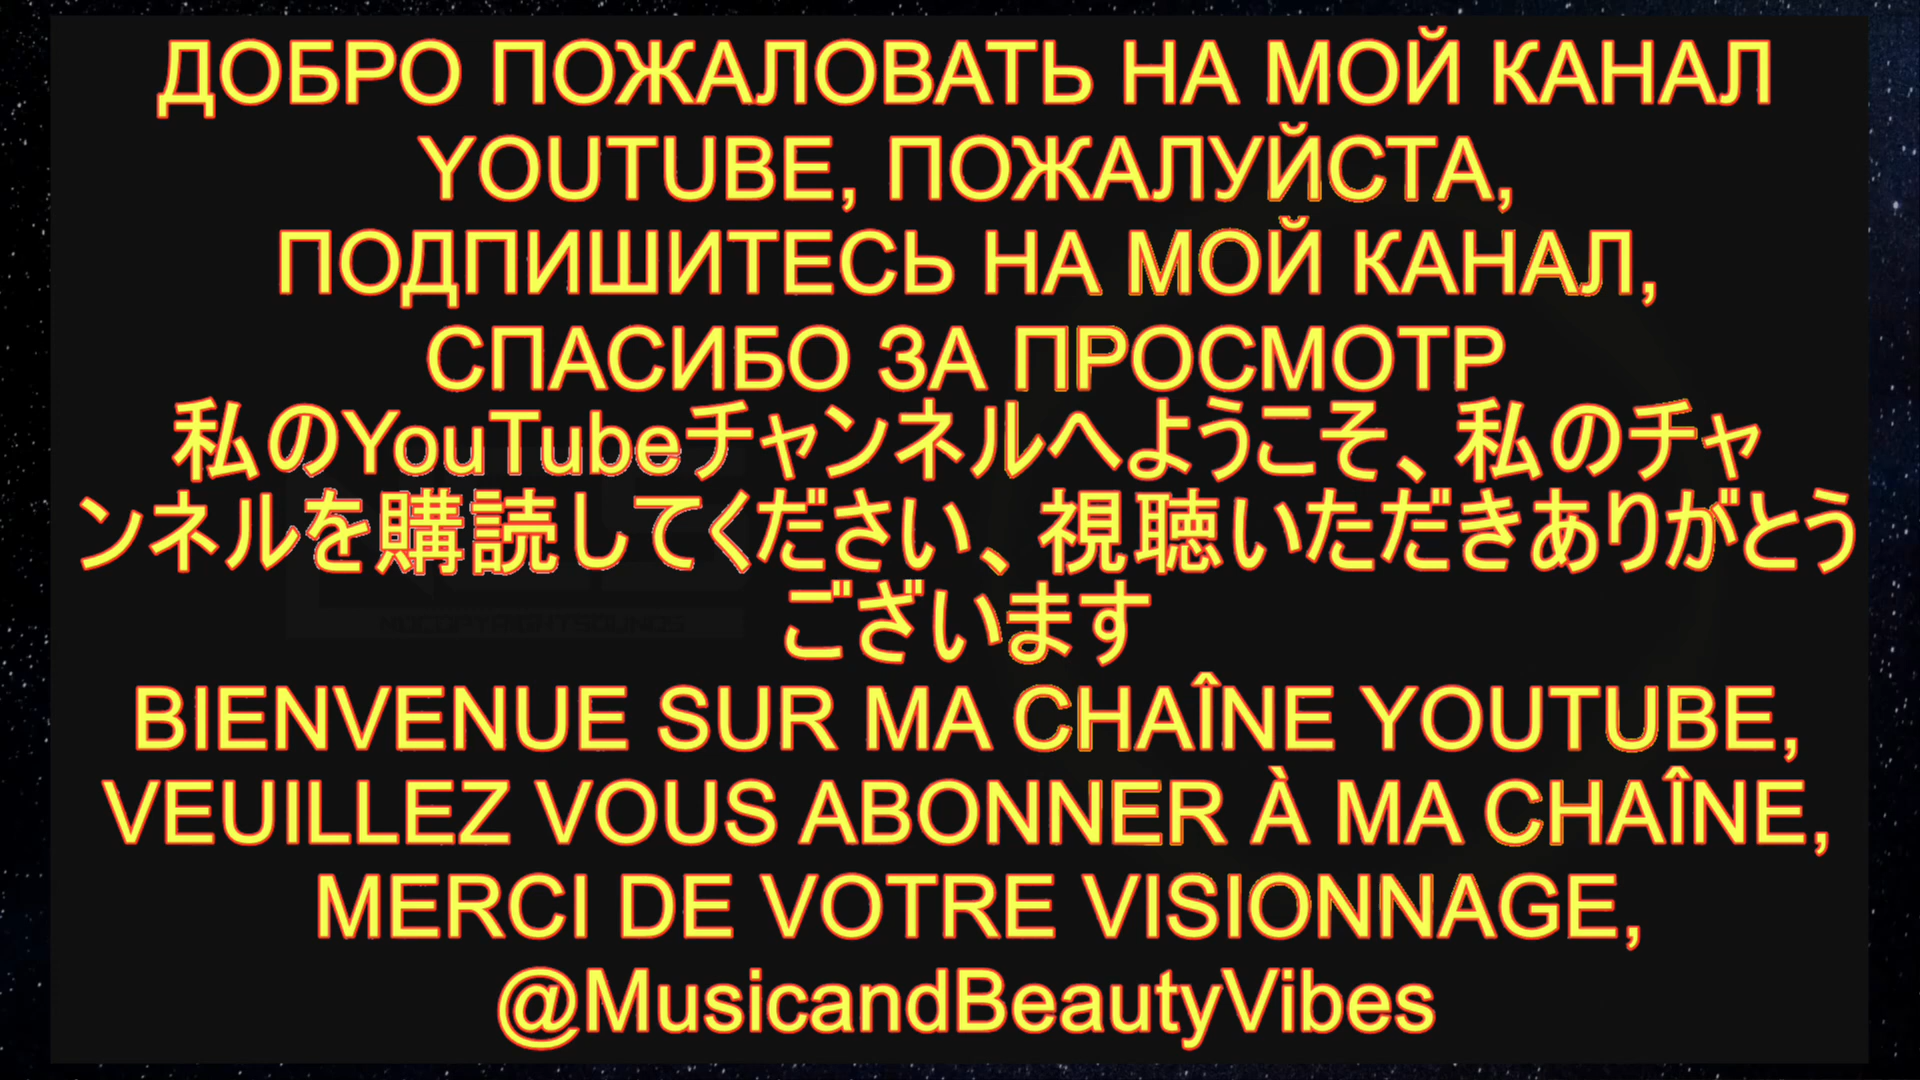 ДОБРО ПОЖАЛОВАТЬ НА МОЙ КАНАЛ
YOUTUBE, ПОЖАЛУЙСТА,
ПОДПИШИТЕСЬ НА МОЙ КАНАЛ,
СПАСИБО ЗА ПРОСМОТР
私のYouTubeチャンネルへようこそ、私のチャ
ンネルを購読してください、視聴いただきありがとう
ございます
NOCOPYRIGHTSOUNDS
BIENVENUE SUR MA CHAÎNE YOUTUBE,
VEUILLEZ VOUS ABONNER À MA CHAÎNE,
MERCI DE VOTRE VISIONNAGE,
@MusicandBeautyVibes